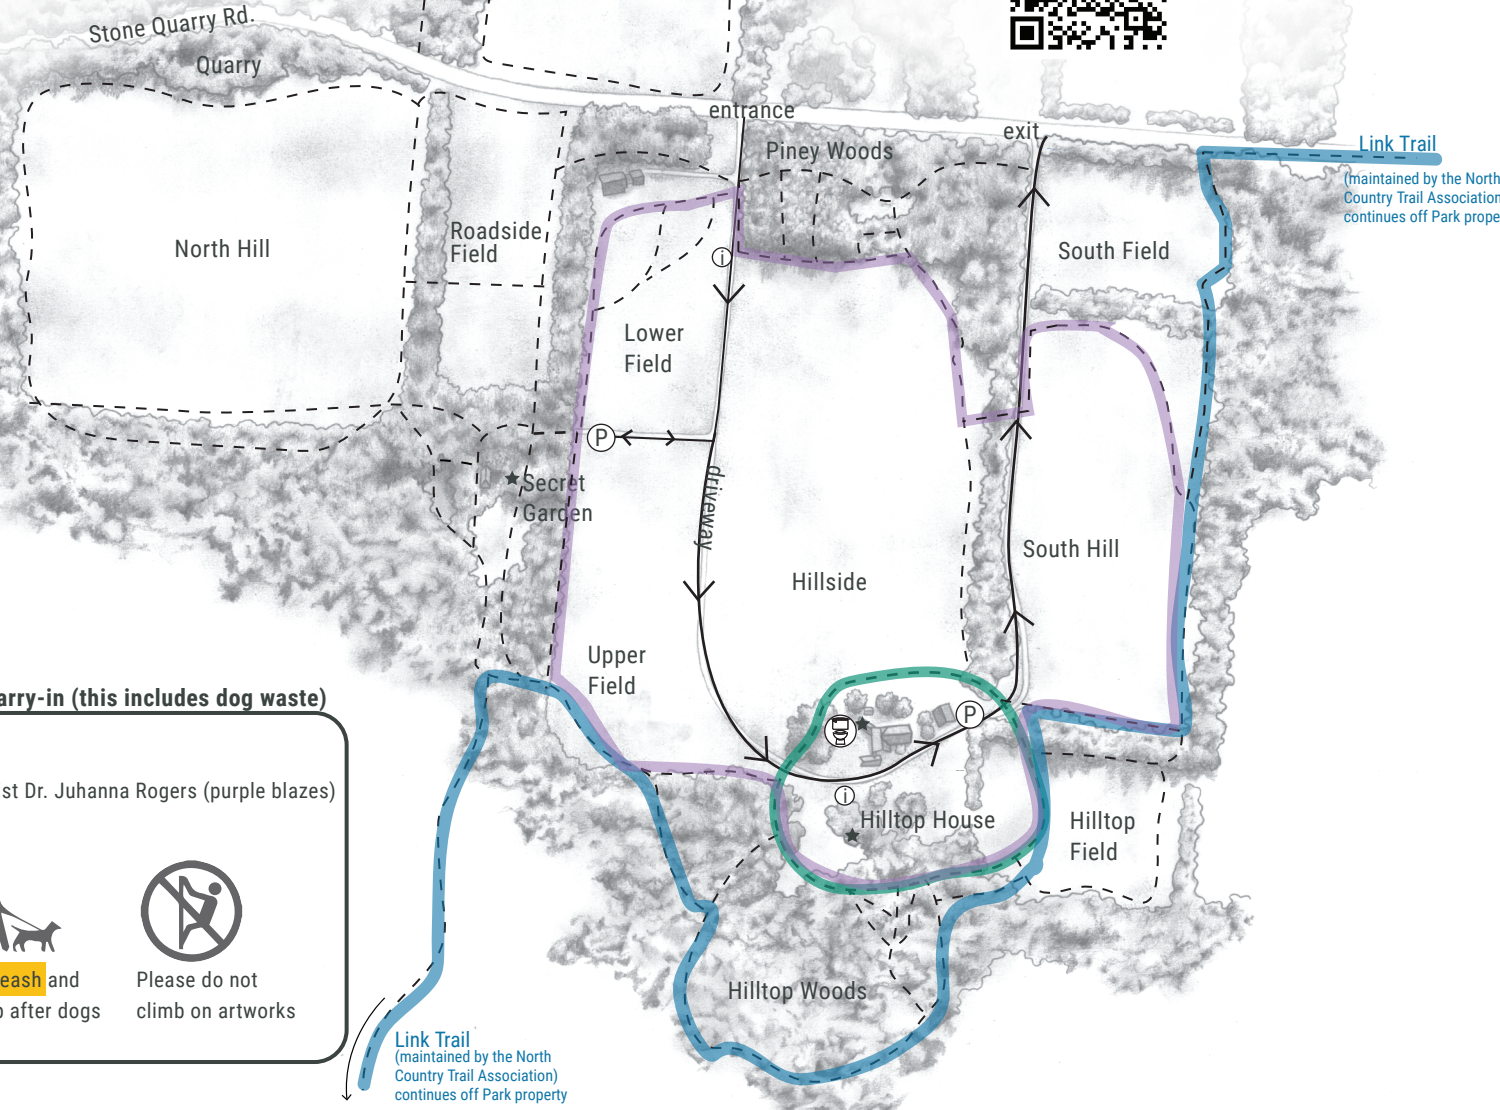 Stone Quarry Rd.
Quarry
entrance
exit
Piney Woods
Link Trail
(maintained by the North
Country Trail Association
continues off Park prope
North Hill
Roadside
Field
South Field
i
Lower
Field
P
driveway
Secret
Garden
South Hill
Hillside
Upper
Field
P
i
Hilltop House
Hilltop
Field
Hilltop Woods
arry-in (this includes dog waste)
st Dr. Juhanna Rogers (purple blazes)
eash and
p after dogs
Please do not
climb on artworks
Link Trail
(maintained by the North
Country Trail Association)
continues off Park property